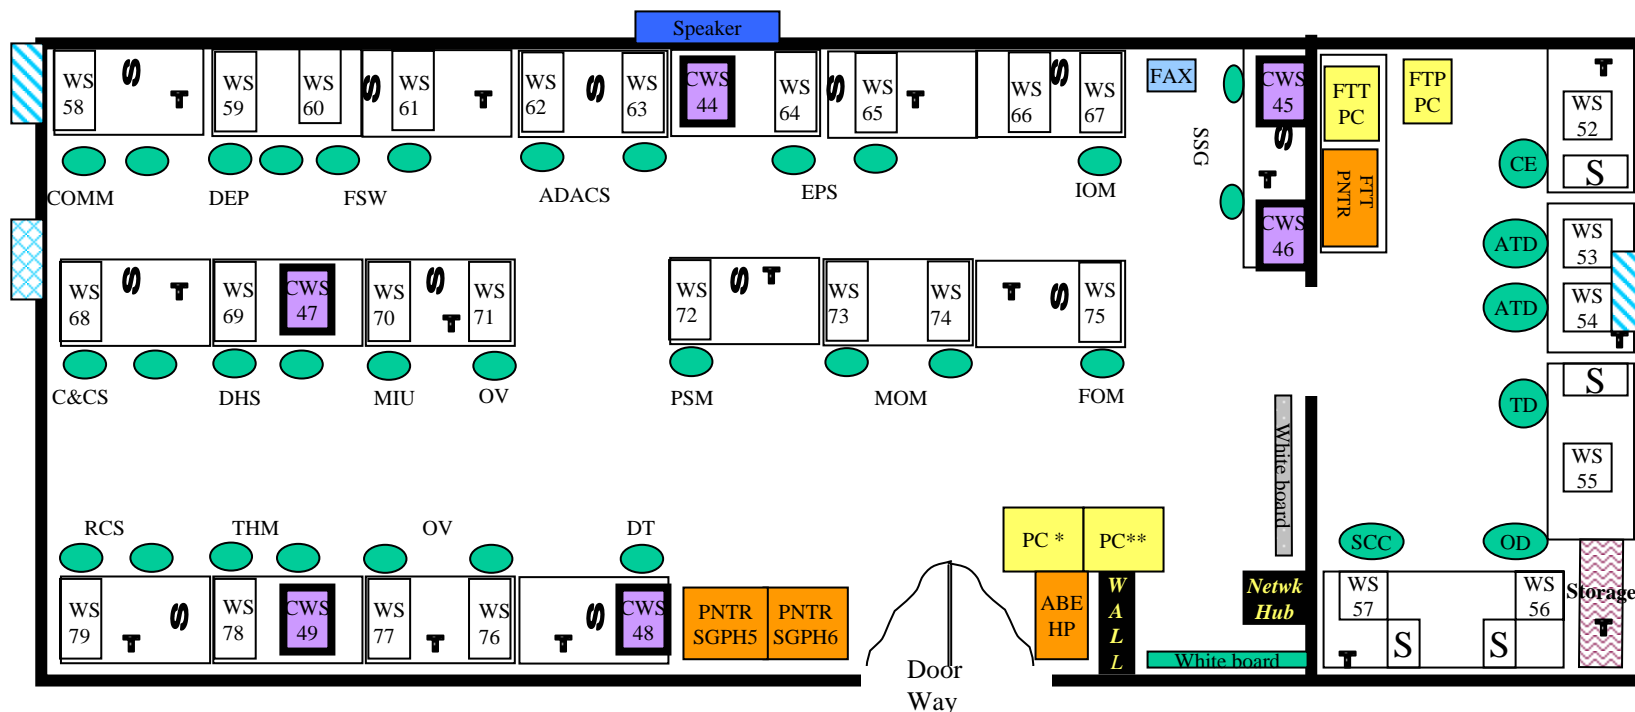 Speaker
WS
58
S
T
WS
59
WS
60
S
WS
61
T
WS
62
S
WS
63
CWS
44
WS
64
S
WS
65
T
WS
66
S
WS
67
FAX
SSG
CWS
45
S
T
CWS
46
FTT
PC
FTP
PC
FTT
PNTR
T
WS
52
S
CE
COMM
DEP
FSW
ADACS
EPS
IOM
ATD
WS
53
ATD
WS
54
T
WS
68
S
T
WS
69
CWS
47
WS
70
S
T
WS
71
WS
72
S
T
WS
73
WS
74
T
S
WS
75
C&CS
DHS
MIU
OV
PSM
MOM
FOM
S
TD
WS
55
White board
RCS
THM
OV
DT
PC *
PC**
SCC
OD
WS
79
T
S
WS
78
CWS
49
WS
77
T
WS
76
T
S
CWS
48
PNTR
SGPH5
PNTR
SGPH6
ABE
HP
W
A
L
L
Netwk
Hub
White board
WS
57
WS
56
S
S
T
Storage
T
Door
Way